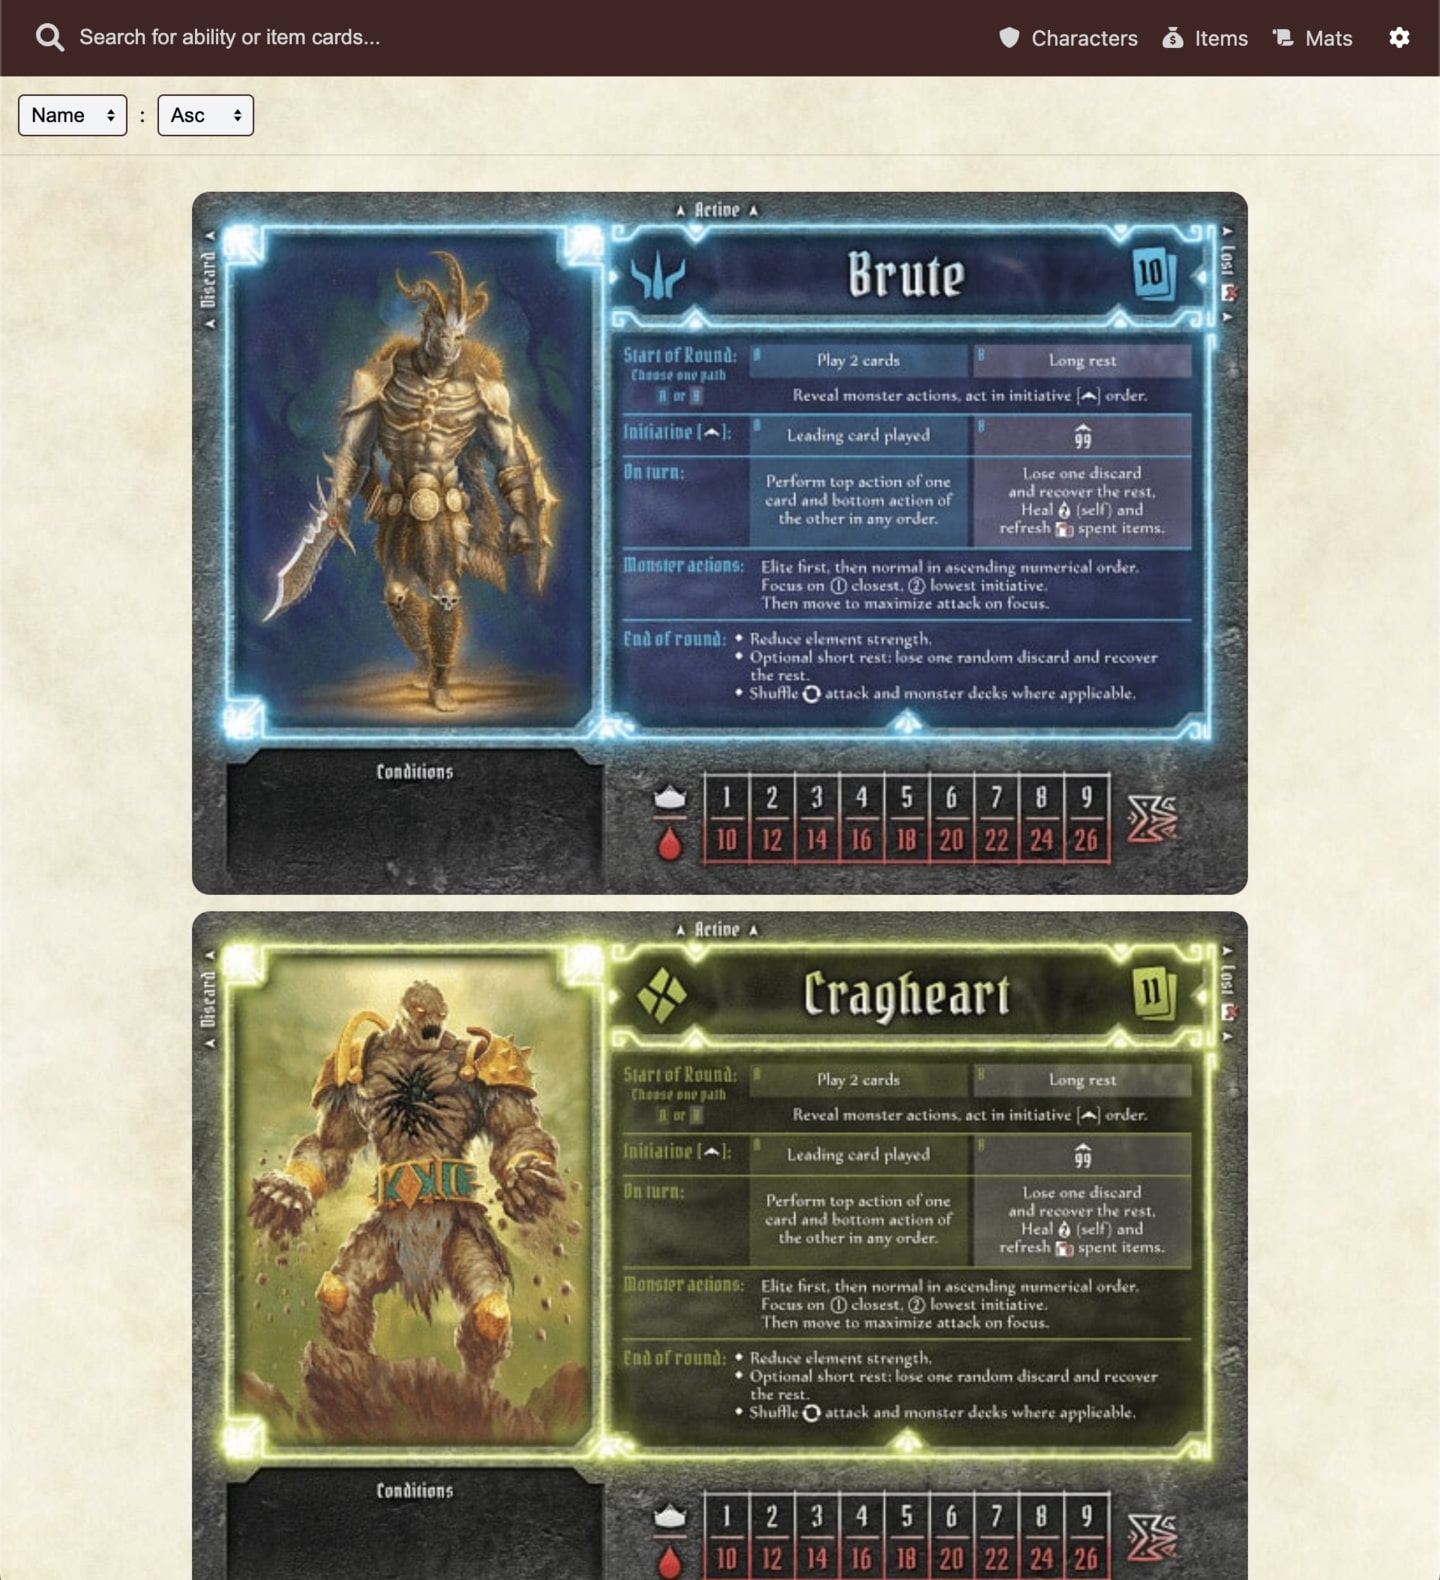 Search for ability or item cards...
Characters
Items
Mats
Name
:
Asc
Active
Discard
Lost
Brute
10
Start of Round:
Choose one path
A or B
A
Play 2 cards
B
Long rest
Reveal monster actions, act in initiative [ ] order.
Initiative [ ]:
A
Leading card played
B
99
On turn:
Perform top action of one
card and bottom action of
the other in any order.
Lose one discard
and recover the rest,
Heal 2 (self) and
refresh spent items.
Monster actions:
Elite first, then normal in ascending numerical order.
Focus on ① closest, ② lowest initiative.
Then move to maximize attack on focus.
End of round:
• Reduce element strength.
• Optional short rest: lose one random discard and recover
the rest.
• Shuffle attack and monster decks where applicable.
Conditions
1 2 3 4 5 6 7 8 9
10 12 14 16 18 20 22 24 26
Active
Discard
Lost
Cragheart
11
Start of Round:
Choose one path
A or B
A
Play 2 cards
B
Long rest
Reveal monster actions, act in initiative [ ] order.
Initiative [ ]:
A
Leading card played
B
99
On turn:
Perform top action of one
card and bottom action of
the other in any order.
Lose one discard
and recover the rest,
Heal 2 (self) and
refresh spent items.
Monster actions:
Elite first, then normal in ascending numerical order.
Focus on ① closest, ② lowest initiative.
Then move to maximize attack on focus.
End of round:
• Reduce element strength.
• Optional short rest: lose one random discard and recover
the rest.
• Shuffle attack and monster decks where applicable.
Conditions
1 2 3 4 5 6 7 8 9
10 12 14 16 18 20 22 24 26